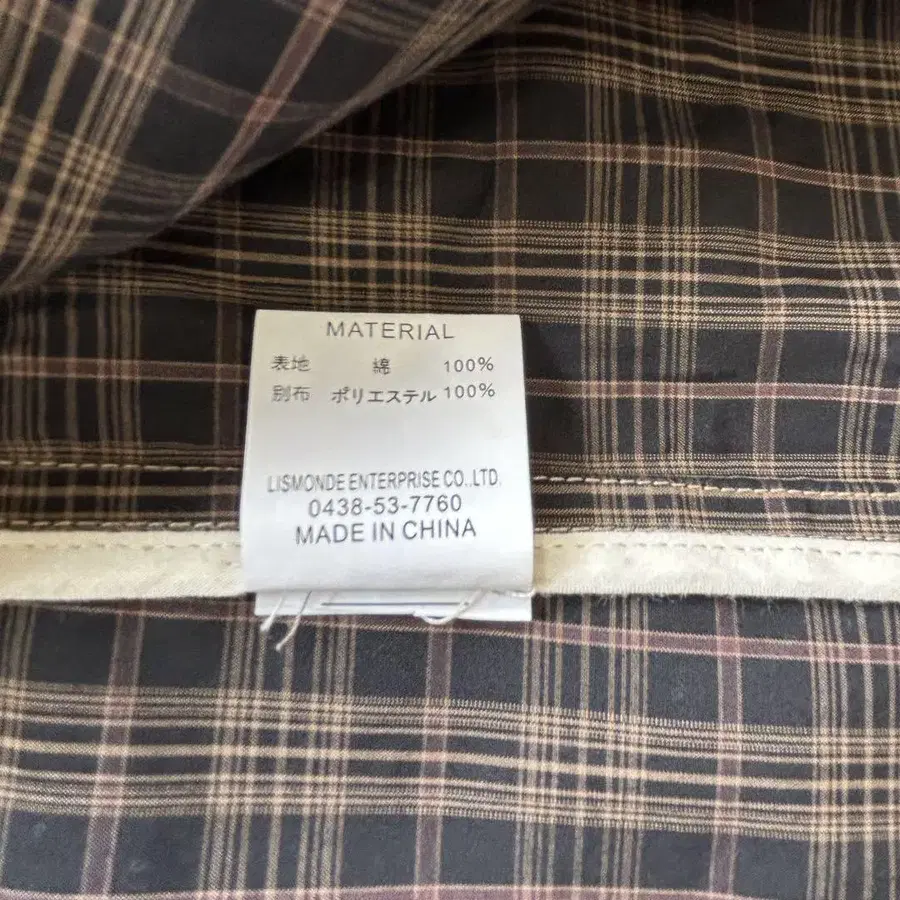 MATERIAL
表地 綿 100%
別布 ポリエステル 100%
LISMONDE ENTERPRISE CO.,LTD.
0438-53-7760
MADE IN CHINA